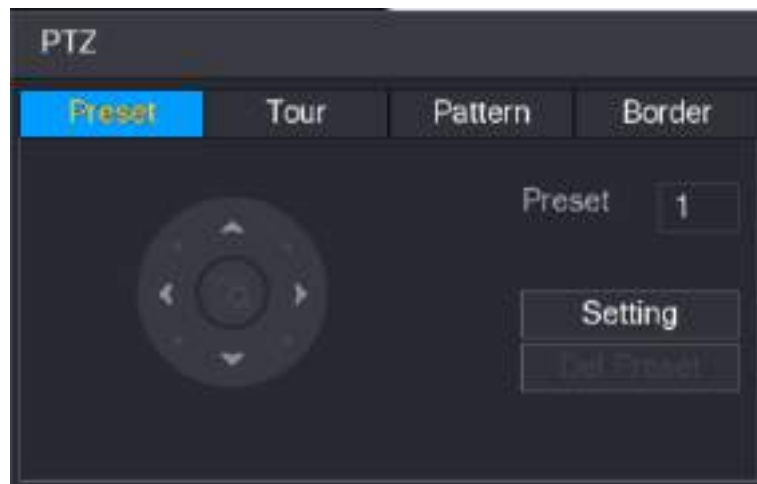 PTZ
Preset Tour Pattern Border
Preset 1
Setting
Del Preset